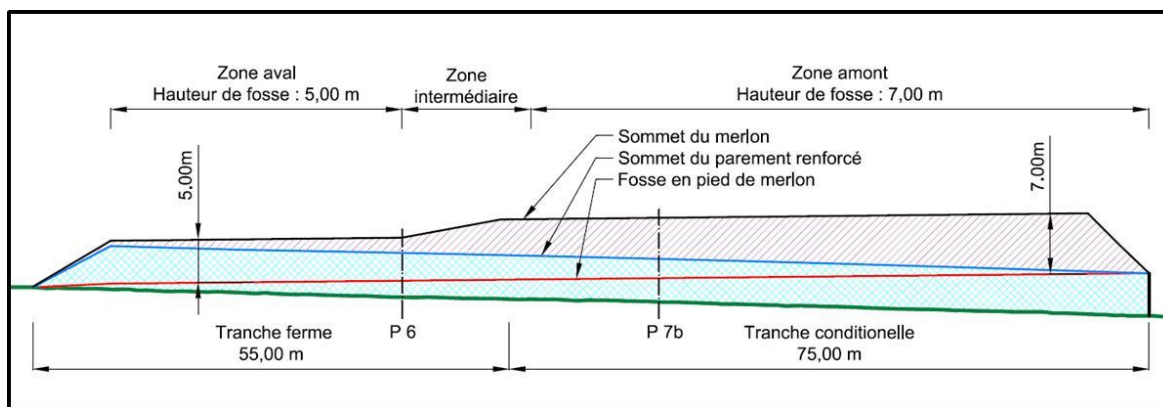 Zone aval
Hauteur de fosse : 5,00 m
Zone
intermédiaire
Zone amont
Hauteur de fosse : 7,00 m
Sommet du merlon
Sommet du parement renforcé
Fosse en pied de merlon
5.00m
7.00m
Tranche ferme
55,00 m
P 6
P 7b
Tranche conditionelle
75,00 m